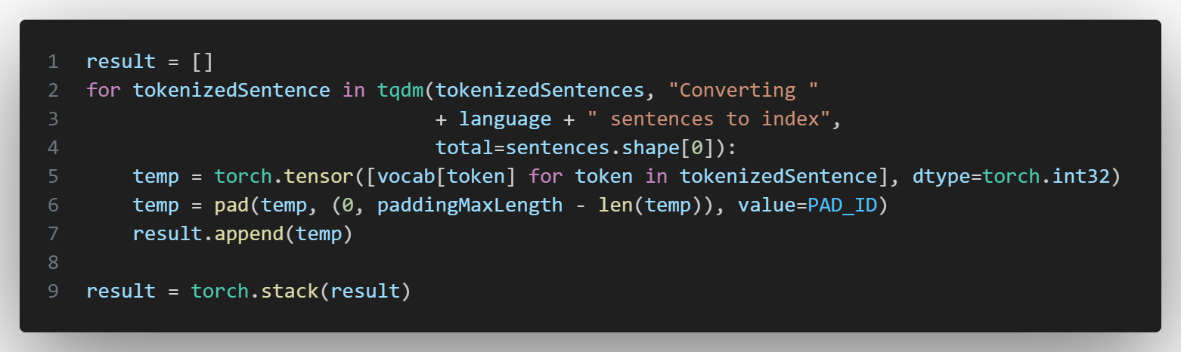 1 result = []
2 for tokenizedSentence in tqdm(tokenizedSentences, "Converting "
3 + language + " sentences to index",
4 total=sentences.shape[0]):
5 temp = torch.tensor([vocab[token] for token in tokenizedSentence], dtype=torch.int32)
6 temp = pad(temp, (0, paddingMaxLength - len(temp)), value=PAD_ID)
7 result.append(temp)
8
9 result = torch.stack(result)